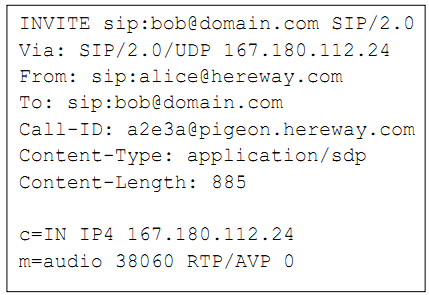 INVITE sip:bob@domain.com SIP/2.0
Via: SIP/2.0/UDP 167.180.112.24
From: sip:alice@hereway.com
To: sip:bob@domain.com
Call-ID: a2e3a@pigeon.hereway.com
Content-Type: application/sdp
Content-Length: 885
c=IN IP4 167.180.112.24
m=audio 38060 RTP/AVP 0